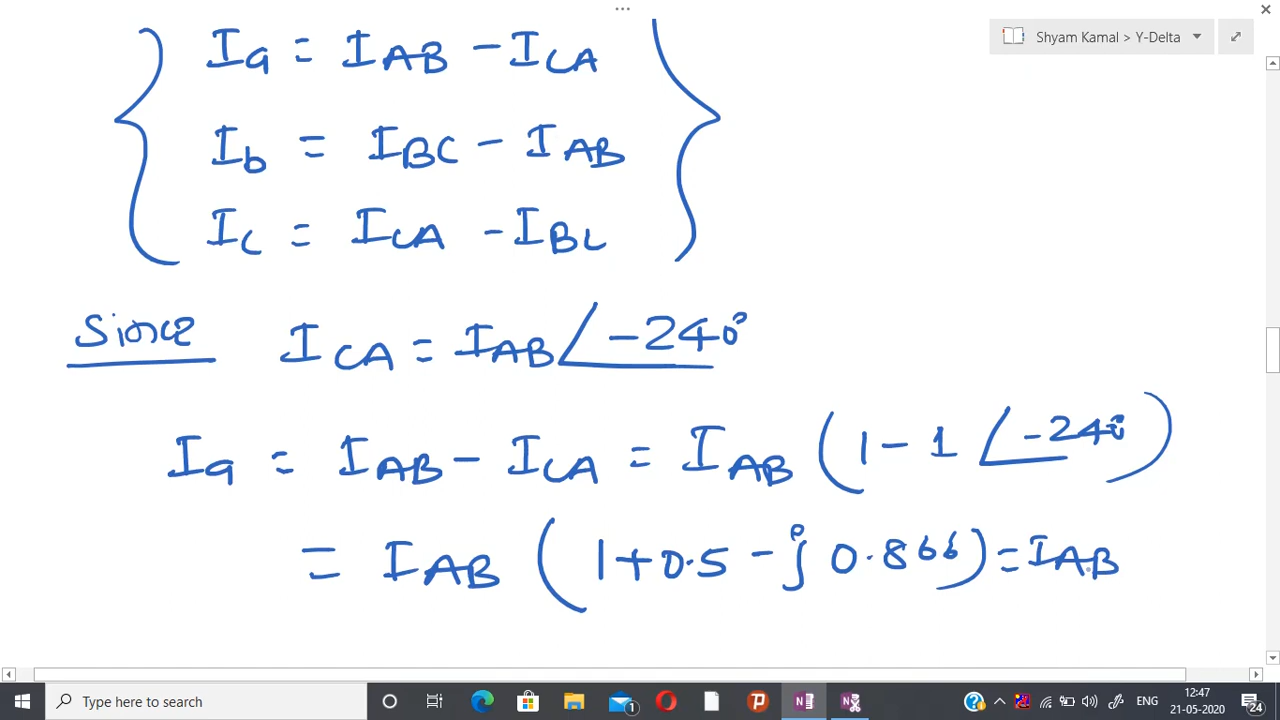 Shyam Kamal > Y-Delta
Ia = IAB - ICA
Ib = IBC - IAB
IC = ICA - IBC
Since ICA = IAB∠-240°
Ia = IAB - ICA = IAB (1 - 1∠-240°)
= IAB (1+0.5 - j 0.866) = IAB
Type here to search
1
ENG
12:47
21-05-2020
24